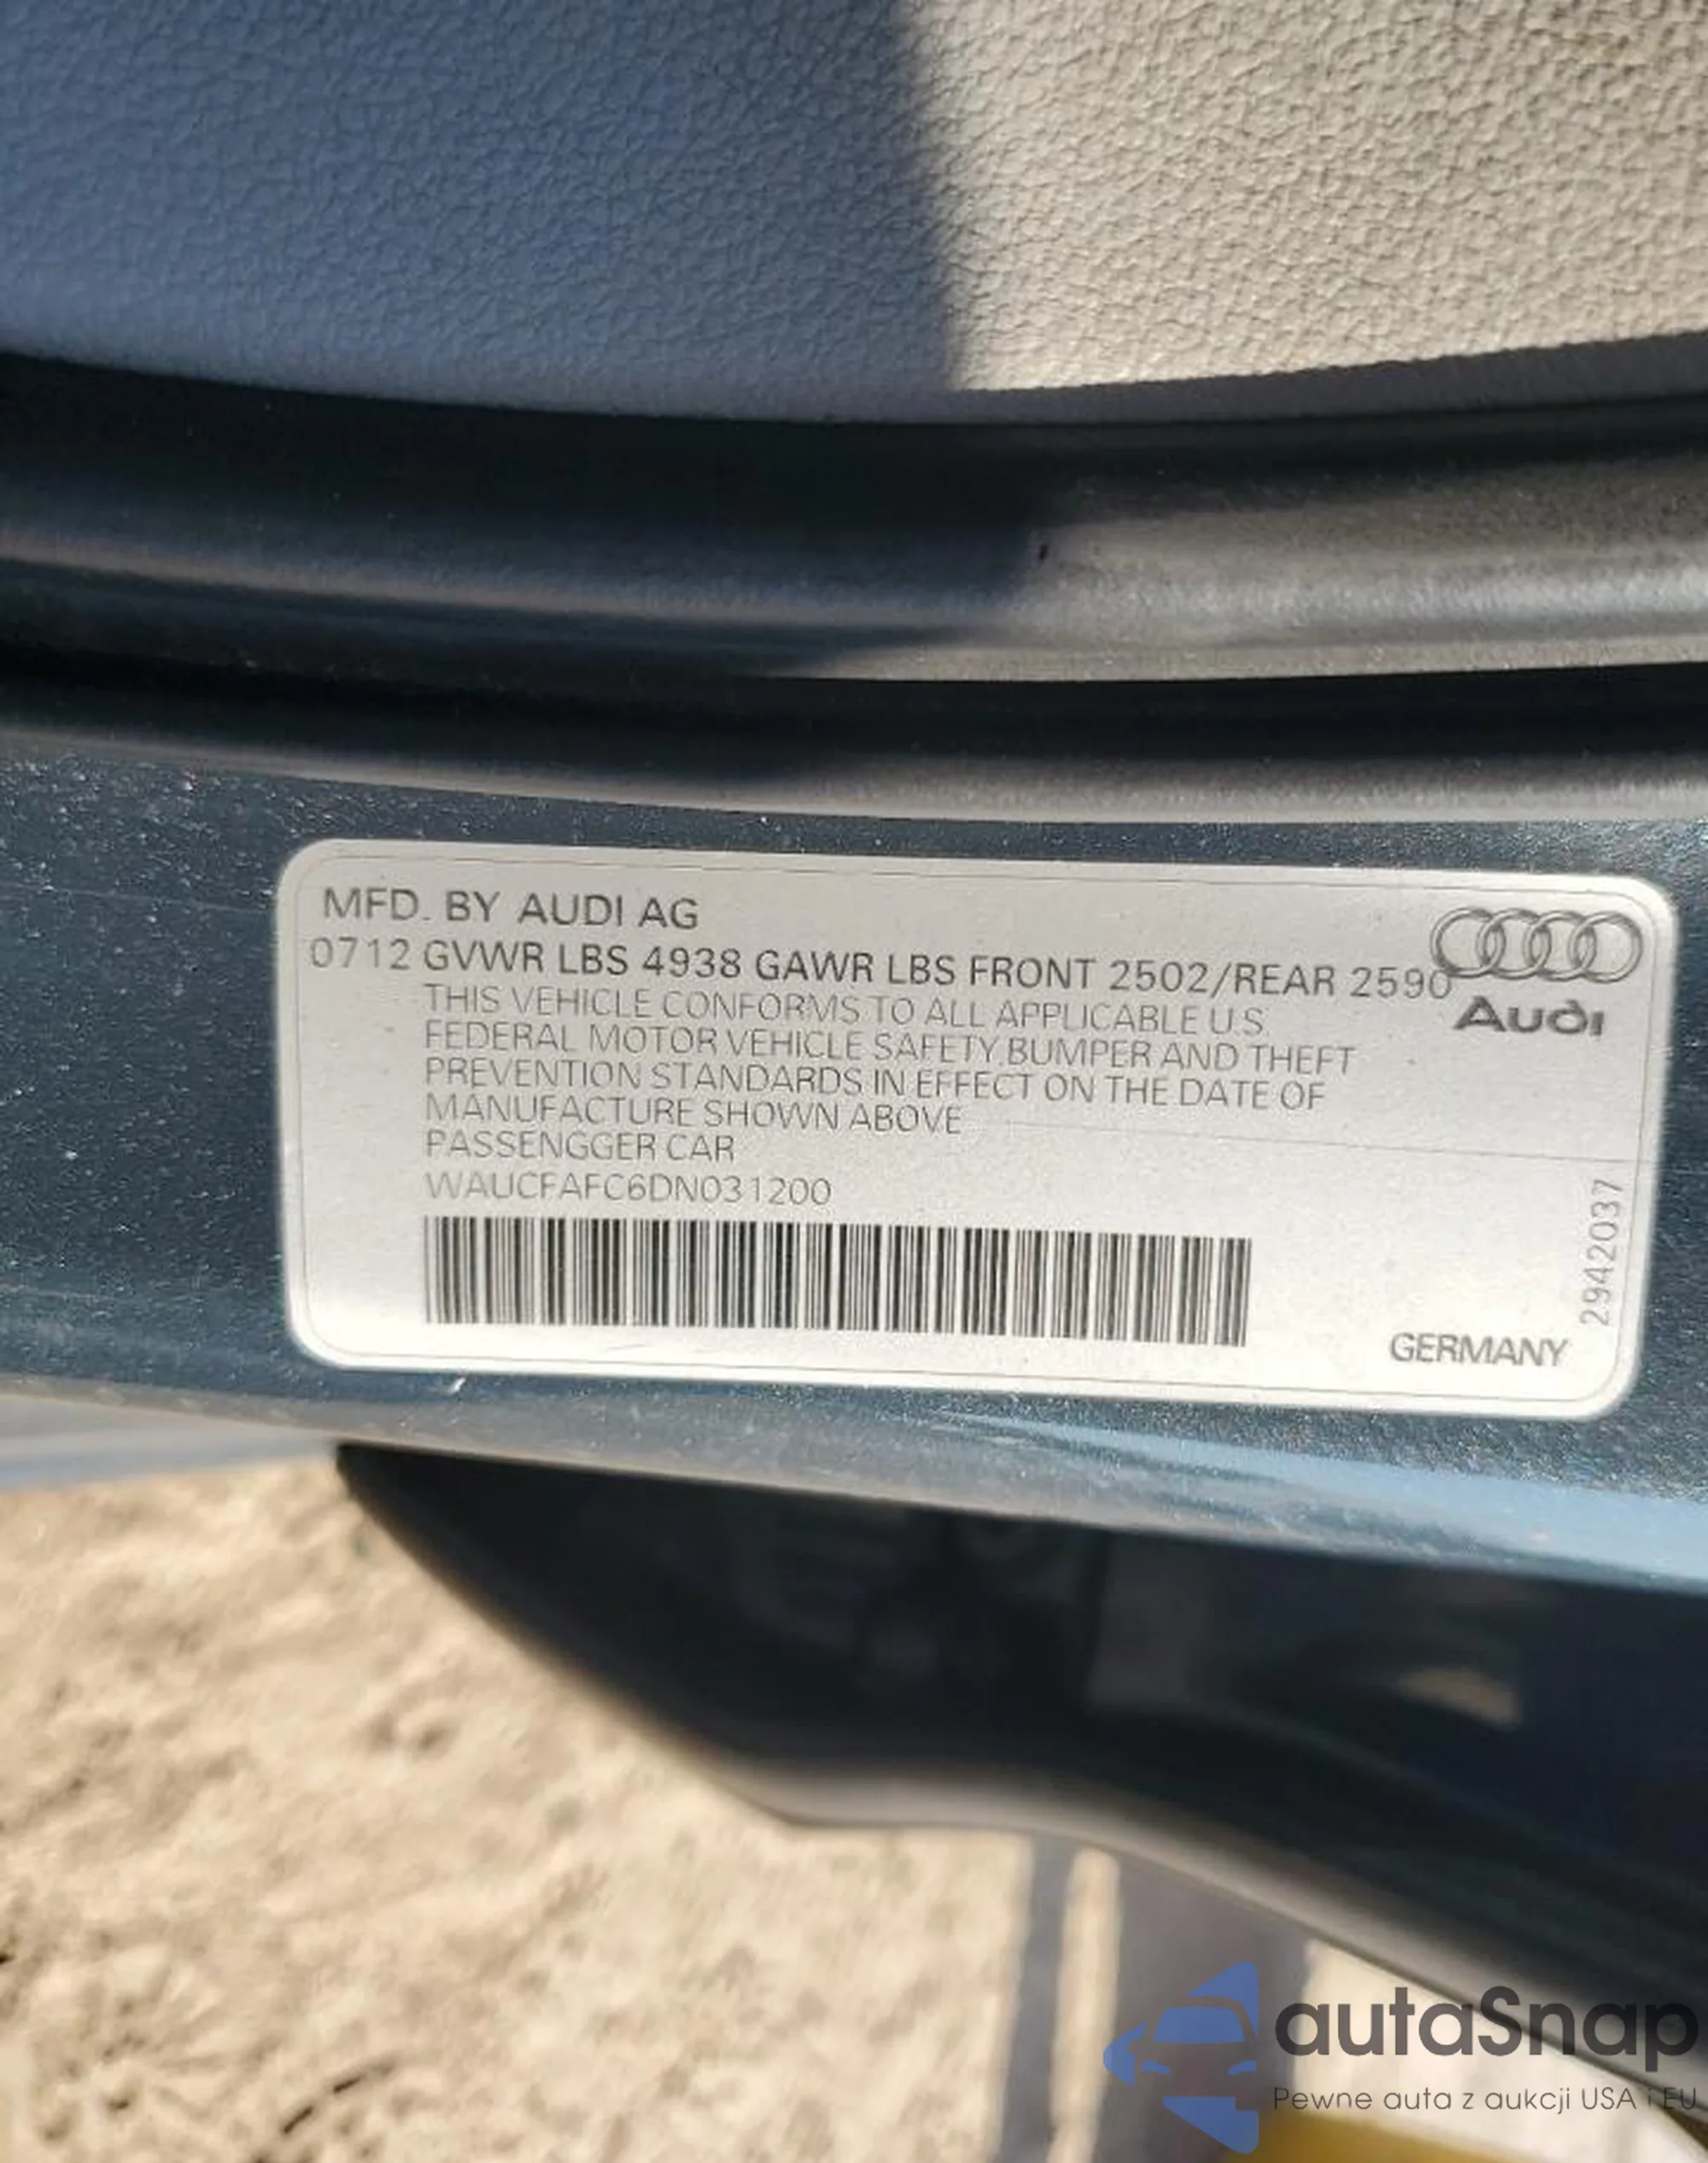 MFD. BY AUDI AG
0712 GVWR LBS 4938 GAWR LBS FRONT 2502/REAR 2590
Audi
THIS VEHICLE CONFORMS TO ALL APPLICABLE U.S.
FEDERAL MOTOR VEHICLE SAFETY,BUMPER AND THEFT
PREVENTION STANDARDS IN EFFECT ON THE DATE OF
MANUFACTURE SHOWN ABOVE
PASSENGGER CAR
WAUCFAFC6DN031200
2942037
GERMANY
autaSnap
Pewne auta z aukcji USA i EU